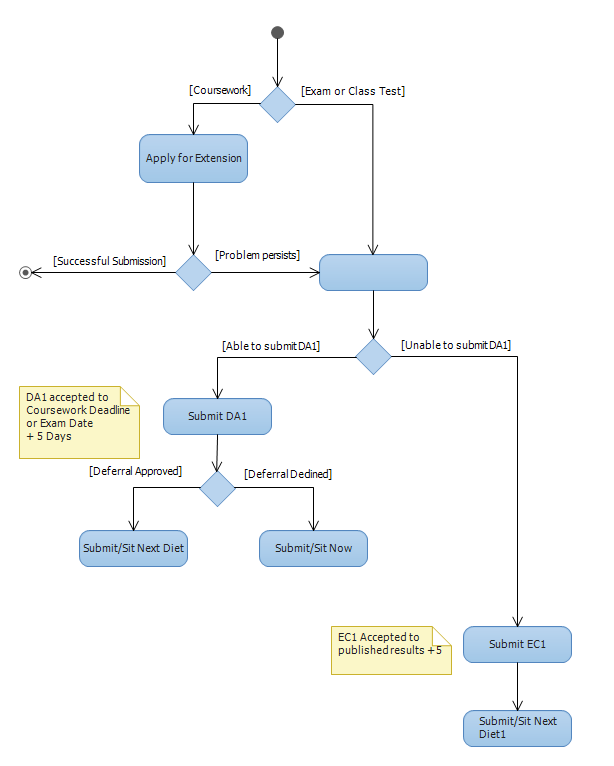 [Coursework]
[Exam or Class Test]
Apply for Extension
[Successful Submission]
[Problem persists]
[Able to submit DA1]
[Unable to submit DA1]
DA1 accepted to
Coursework Deadline
or Exam Date
+ 5 Days
Submit DA1
[Deferral Approved]
[Deferral Declined]
Submit/Sit Next Diet
Submit/Sit Now
EC1 Accepted to
published results +5
Submit EC1
Submit/Sit Next
Diet1